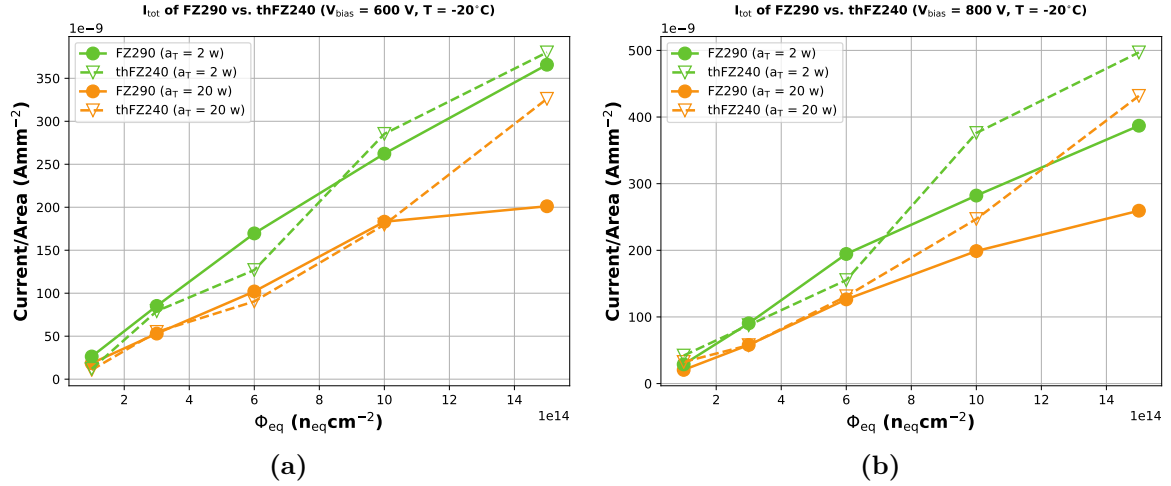 I_tot of FZ290 vs. thFZ240 (V_bias = 600 V, T = -20°C)
1e−9
FZ290 (a_T = 2 w)
thFZ240 (a_T = 2 w)
FZ290 (a_T = 20 w)
thFZ240 (a_T = 20 w)
350
300
250
200
150
100
50
0
Current/Area (Amm⁻²)
2
4
6
8
10
12
14
1e14
Φ_eq (n_eqcm⁻²)
(a)
I_tot of FZ290 vs. thFZ240 (V_bias = 800 V, T = -20°C)
1e−9
FZ290 (a_T = 2 w)
thFZ240 (a_T = 2 w)
FZ290 (a_T = 20 w)
thFZ240 (a_T = 20 w)
500
400
300
200
100
0
Current/Area (Amm⁻²)
2
4
6
8
10
12
14
1e14
Φ_eq (n_eqcm⁻²)
(b)